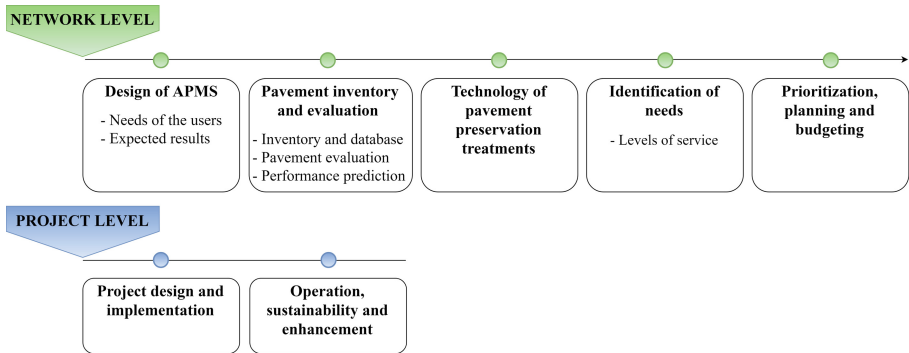 NETWORK LEVEL
Design of APMS
- Needs of the users
- Expected results
Pavement inventory
and evaluation
- Inventory and database
- Pavement evaluation
- Performance prediction
Technology of
pavement
preservation
treatments
Identification of
needs
- Levels of service
Prioritization,
planning and
budgeting
PROJECT LEVEL
Project design and
implementation
Operation,
sustainability and
enhancement